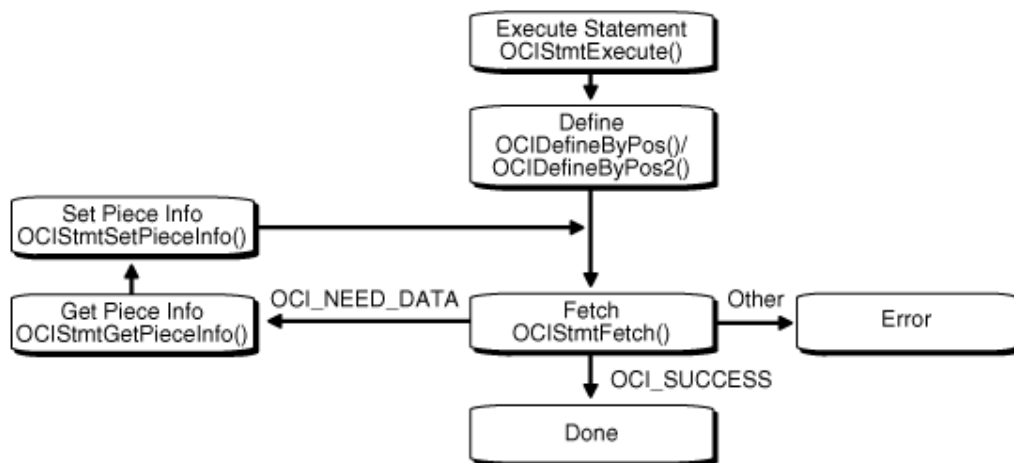 Execute Statement
OCIStmtExecute()
Define
OCIDefineByPos()/
OCIDefineByPos2()
Set Piece Info
OCIStmtSetPieceInfo()
OCI_NEED_DATA
Get Piece Info
OCIStmtGetPieceInfo()
Fetch
OCIStmtFetch()
Other
Error
OCI_SUCCESS
Done